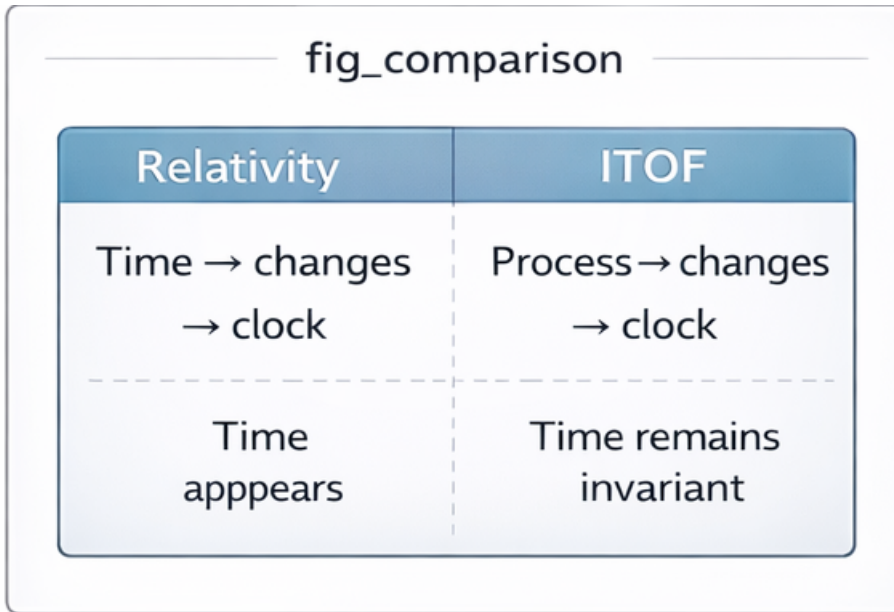 fig_comparison
Relativity
ITOF
Time → changes
→ clock
Process → changes
→ clock
Time
apppears
Time remains
invariant